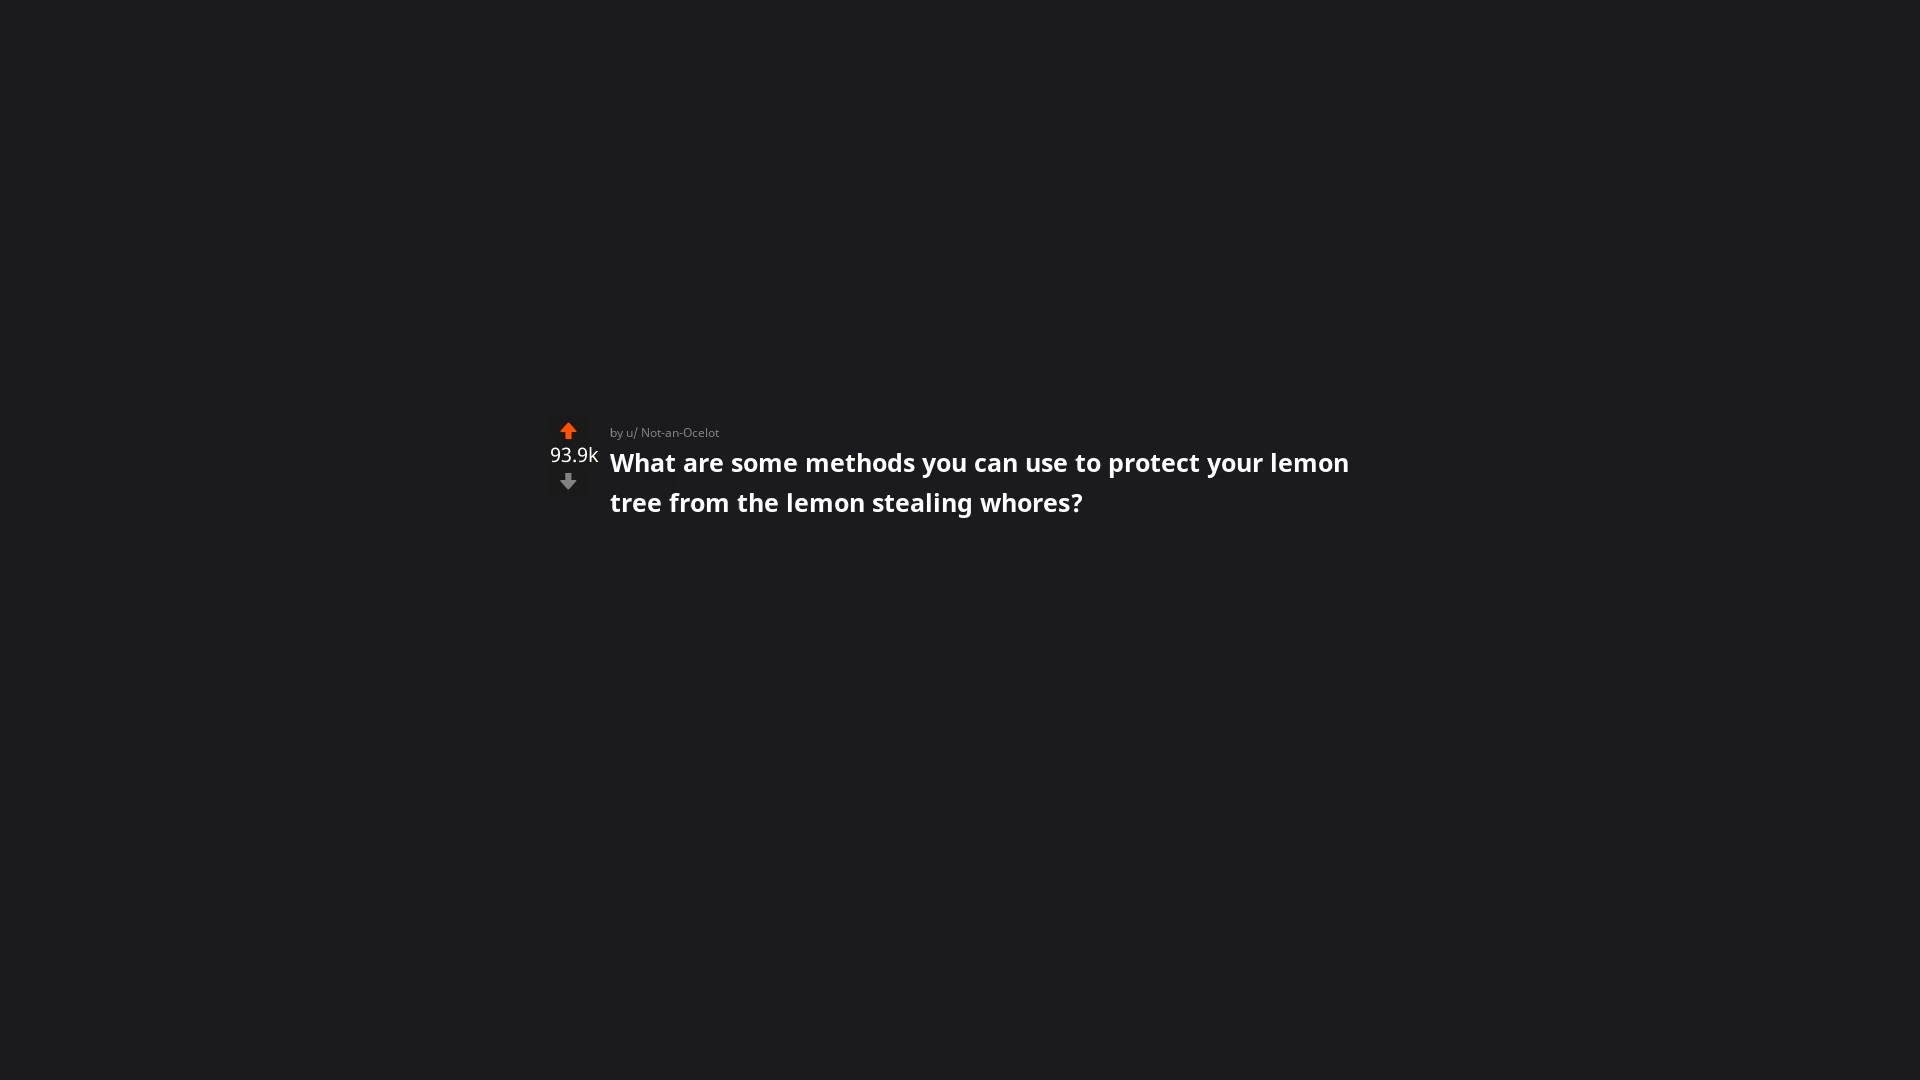 by u/ Not-an-Ocelot
93.9k
What are some methods you can use to protect your lemon
tree from the lemon stealing whores?